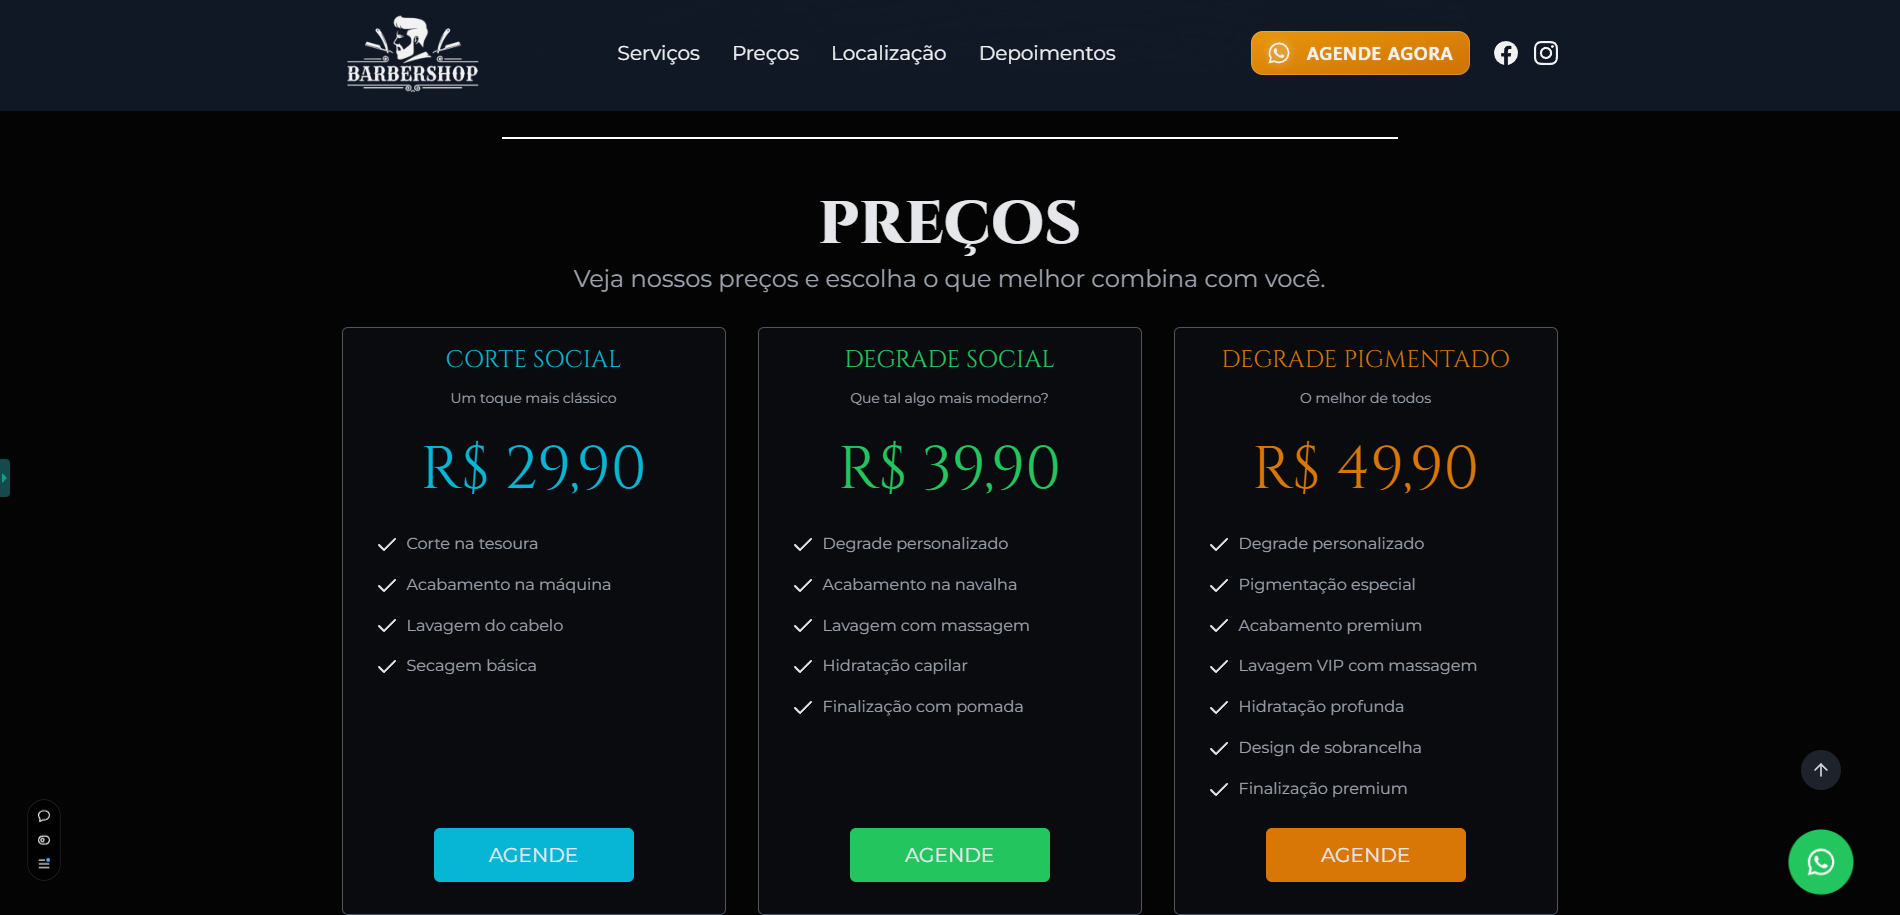 BARBERSHOP
Serviços
Preços
Localização
Depoimentos
AGENDE AGORA
PREÇOS
Veja nossos preços e escolha o que melhor combina com você.
CORTE SOCIAL
Um toque mais clássico
R$ 29,90
Corte na tesoura
Acabamento na máquina
Lavagem do cabelo
Secagem básica
AGENDE
DEGRADE SOCIAL
Que tal algo mais moderno?
R$ 39,90
Degrade personalizado
Acabamento na navalha
Lavagem com massagem
Hidratação capilar
Finalização com pomada
AGENDE
DEGRADE PIGMENTADO
O melhor de todos
R$ 49,90
Degrade personalizado
Pigmentação especial
Acabamento premium
Lavagem VIP com massagem
Hidratação profunda
Design de sobrancelha
Finalização premium
AGENDE